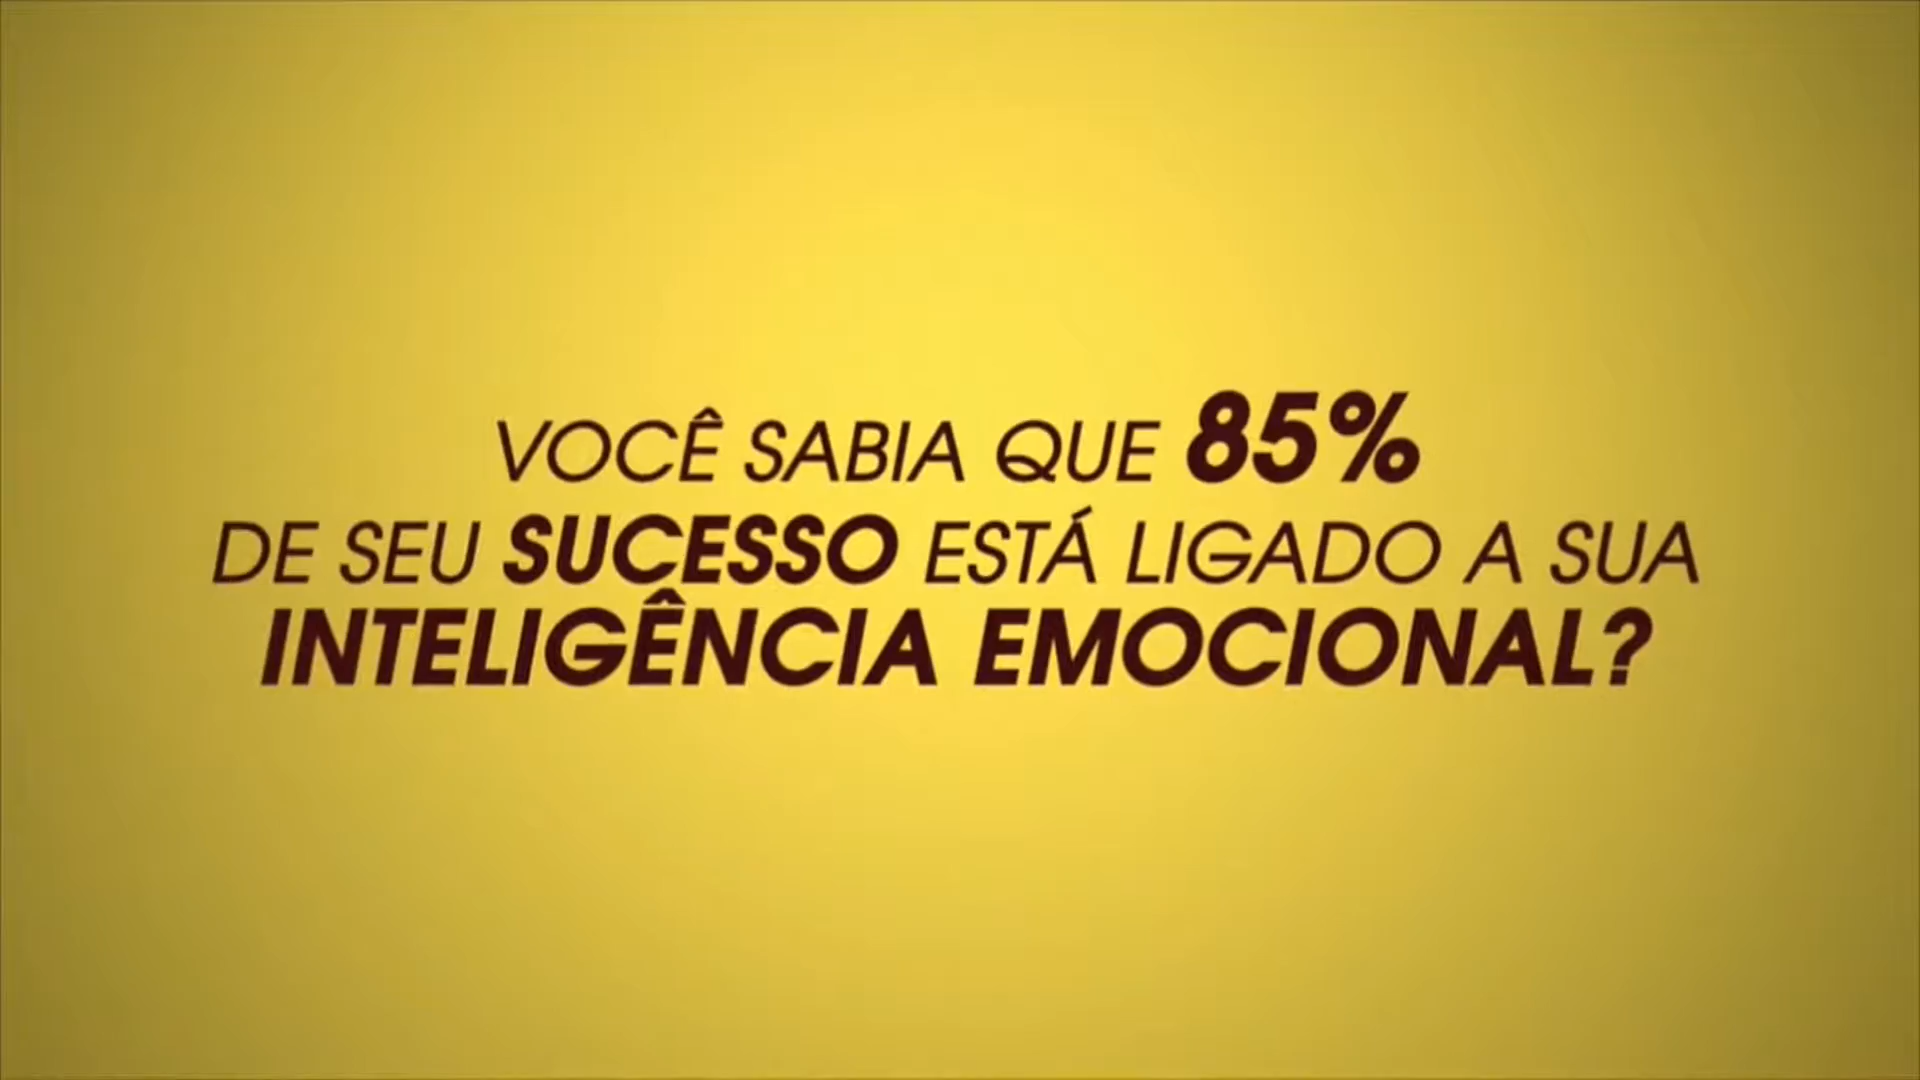 VOCÊ SABIA QUE 85%
DE SEU SUCESSO ESTÁ LIGADO A SUA
INTELIGÊNCIA EMOCIONAL?